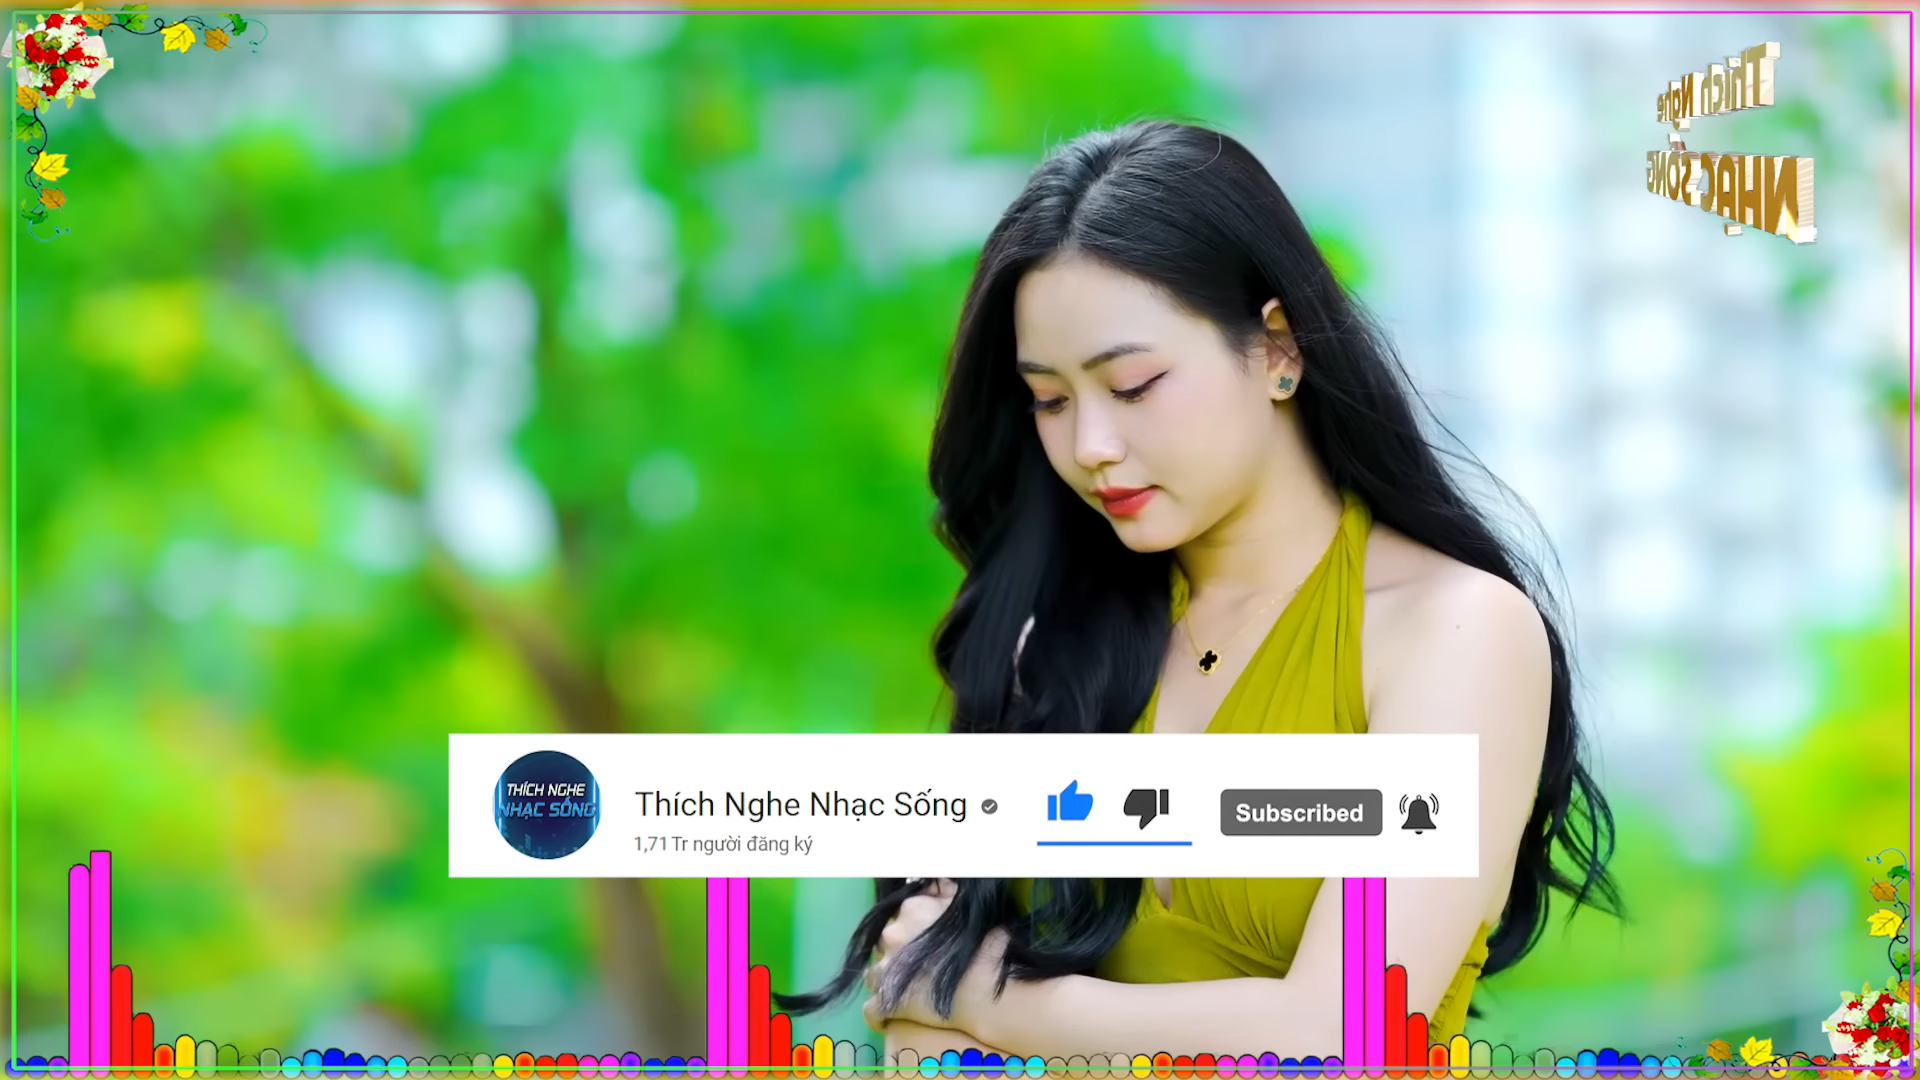 Thích Nghe
NHẠC SỐNG
THÍCH NGHE
NHẠC SỐNG
Thích Nghe Nhạc Sống
1,71 Tr người đăng ký
Subscribed